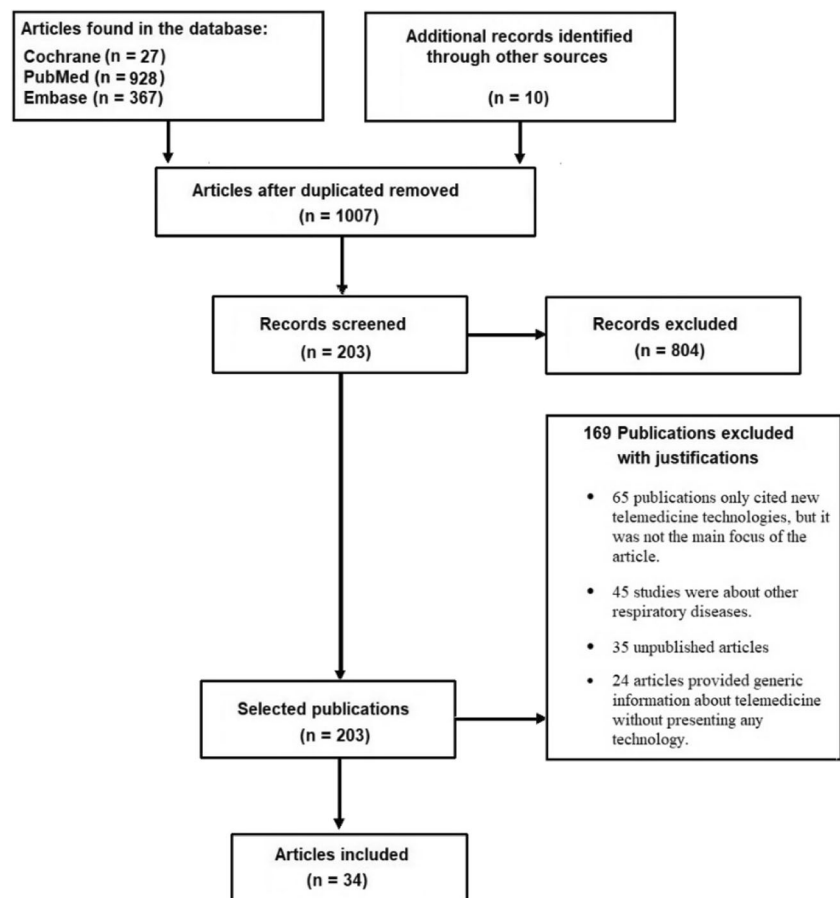 Articles found in the database:
Cochrane (n = 27)
PubMed (n = 928)
Embase (n = 367)
Additional records identified
through other sources
(n = 10)
Articles after duplicated removed
(n = 1007)
Records screened
(n = 203)
Records excluded
(n = 804)
169 Publications excluded
with justifications
• 65 publications only cited new
telemedicine technologies, but it
was not the main focus of the
article.
• 45 studies were about other
respiratory diseases.
• 35 unpublished articles
• 24 articles provided generic
information about telemedicine
without presenting any
technology.
Selected publications
(n = 203)
Articles included
(n = 34)